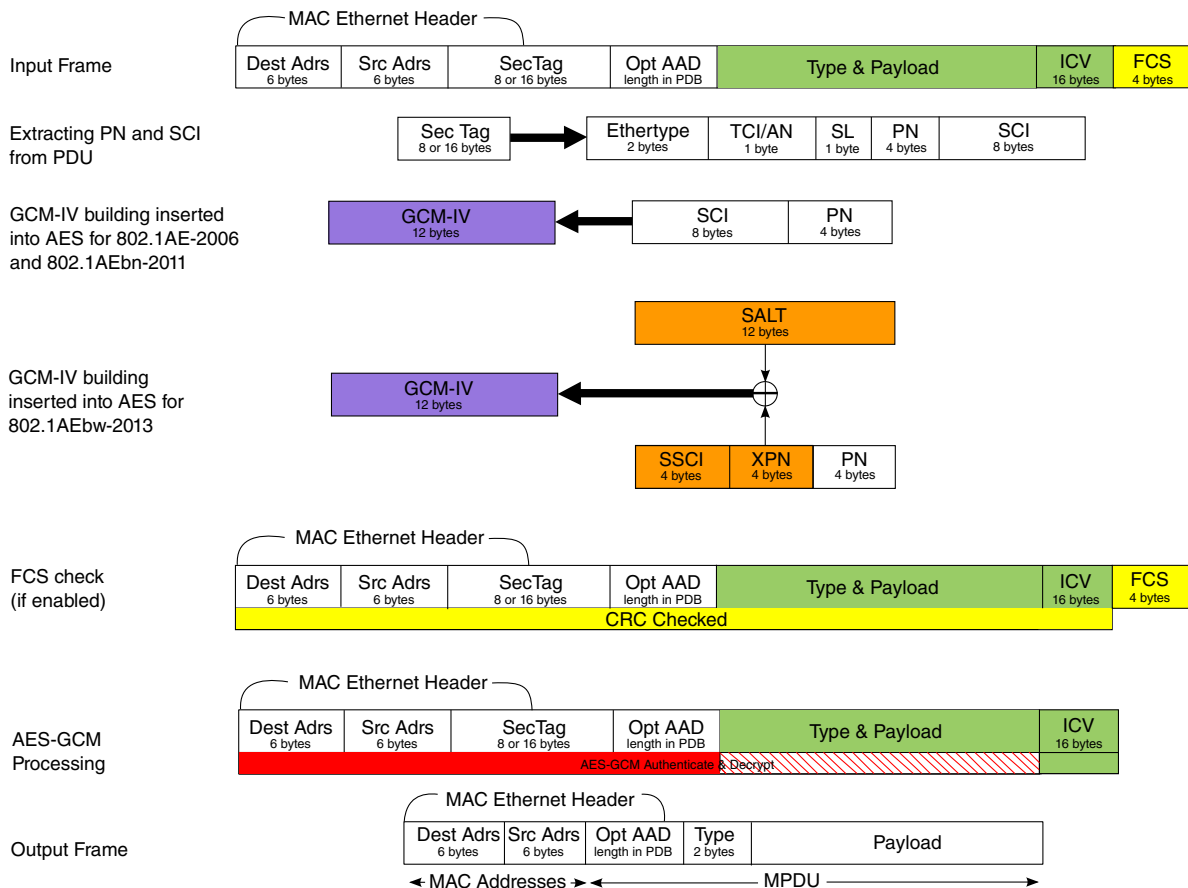 MAC Ethernet Header
Input Frame
Dest Adrs
6 bytes
Src Adrs
6 bytes
SecTag
8 or 16 bytes
Opt AAD
length in PDB
Type & Payload
ICV
16 bytes
FCS
4 bytes
Extracting PN and SCI
from PDU
Sec Tag
8 or 16 bytes
Ethertype
2 bytes
TCI/AN
1 byte
SL
1 byte
PN
4 bytes
SCI
8 bytes
GCM-IV building inserted
into AES for 802.1AE-2006
and 802.1AEbn-2011
GCM-IV
12 bytes
SCI
8 bytes
PN
4 bytes
SALT
12 bytes
GCM-IV building
inserted into AES for
802.1AEbw-2013
GCM-IV
12 bytes
SSCI
4 bytes
XPN
4 bytes
PN
4 bytes
MAC Ethernet Header
FCS check
(if enabled)
Dest Adrs
6 bytes
Src Adrs
6 bytes
SecTag
8 or 16 bytes
Opt AAD
length in PDB
Type & Payload
ICV
16 bytes
FCS
4 bytes
CRC Checked
MAC Ethernet Header
AES-GCM
Processing
Dest Adrs
6 bytes
Src Adrs
6 bytes
SecTag
8 or 16 bytes
Opt AAD
length in PDB
Type & Payload
ICV
16 bytes
AES-GCM Authenticate & Decrypt
MAC Ethernet Header
Output Frame
Dest Adrs
6 bytes
Src Adrs
6 bytes
Opt AAD
length in PDB
Type
2 bytes
Payload
MAC Addresses
MPDU